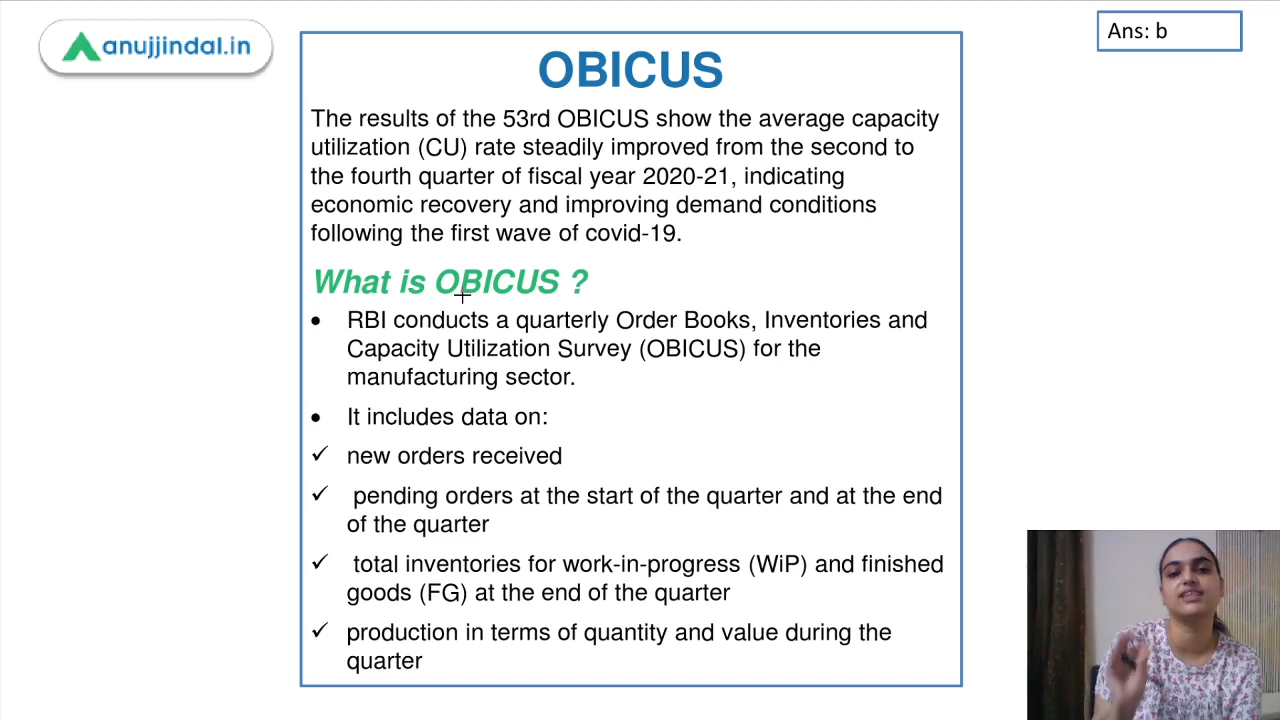 anujjindal.in
Ans: b
OBICUS
The results of the 53rd OBICUS show the average capacity
utilization (CU) rate steadily improved from the second to
the fourth quarter of fiscal year 2020-21, indicating
economic recovery and improving demand conditions
following the first wave of covid-19.
What is OBICUS ?
• RBI conducts a quarterly Order Books, Inventories and
Capacity Utilization Survey (OBICUS) for the
manufacturing sector.
• It includes data on:
✓ new orders received
✓ pending orders at the start of the quarter and at the end
of the quarter
✓ total inventories for work-in-progress (WiP) and finished
goods (FG) at the end of the quarter
✓ production in terms of quantity and value during the
quarter